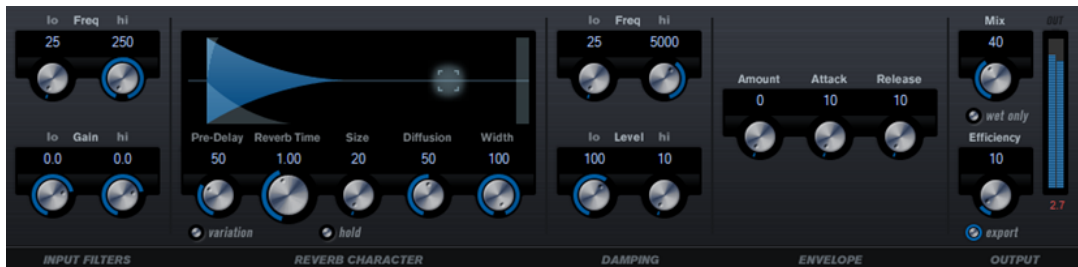 lo Freq hi
25 250
lo Gain hi
0.0 0.0
INPUT FILTERS
Pre-Delay Reverb Time Size Diffusion Width
50 1.00 20 50 100
variation hold
REVERB CHARACTER
lo Freq hi
25 5000
lo Level hi
100 10
DAMPING
Amount Attack Release
0 10 10
ENVELOPE
Mix OUT
40
wet only
Efficiency
10
2.7
export
OUTPUT